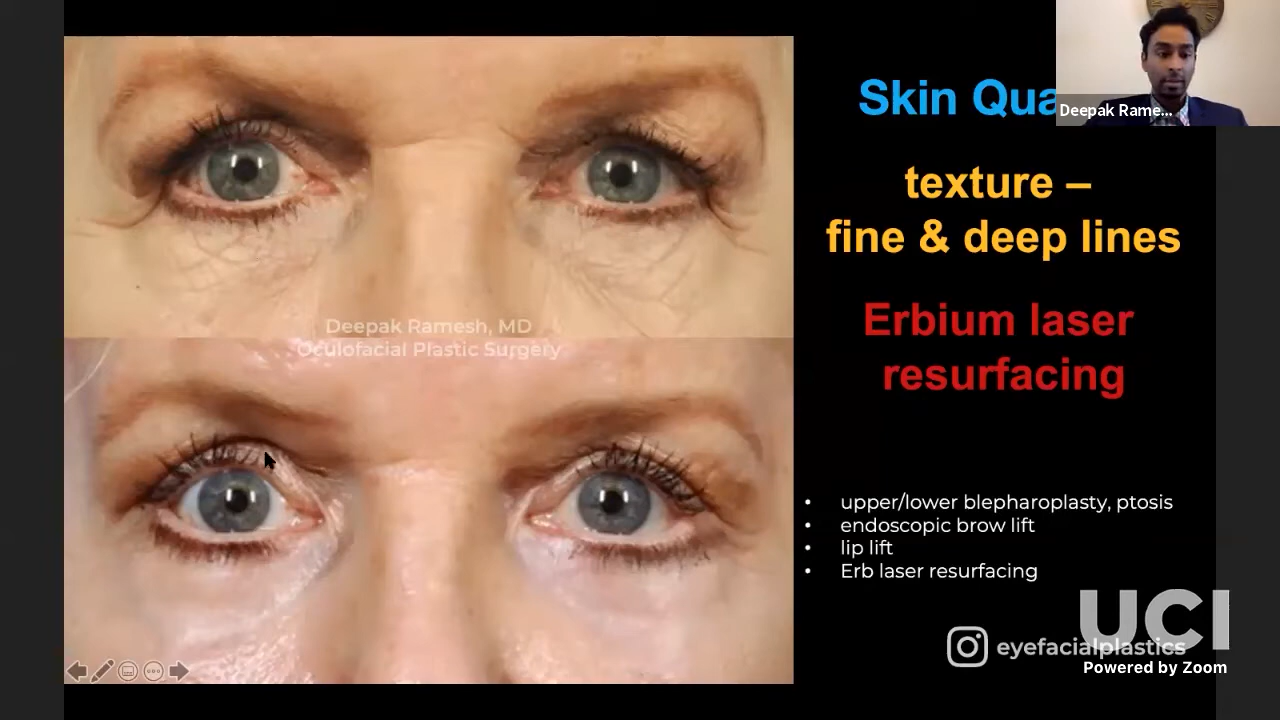 Skin Qua
Deepak Rame...
texture –
fine & deep lines
Erbium laser
resurfacing
Deepak Ramesh, MD
Oculofacial Plastic Surgery
• upper/lower blepharoplasty, ptosis
• endoscopic brow lift
• lip lift
• Erb laser resurfacing
UCI
eyefacialplastics
Powered by Zoom